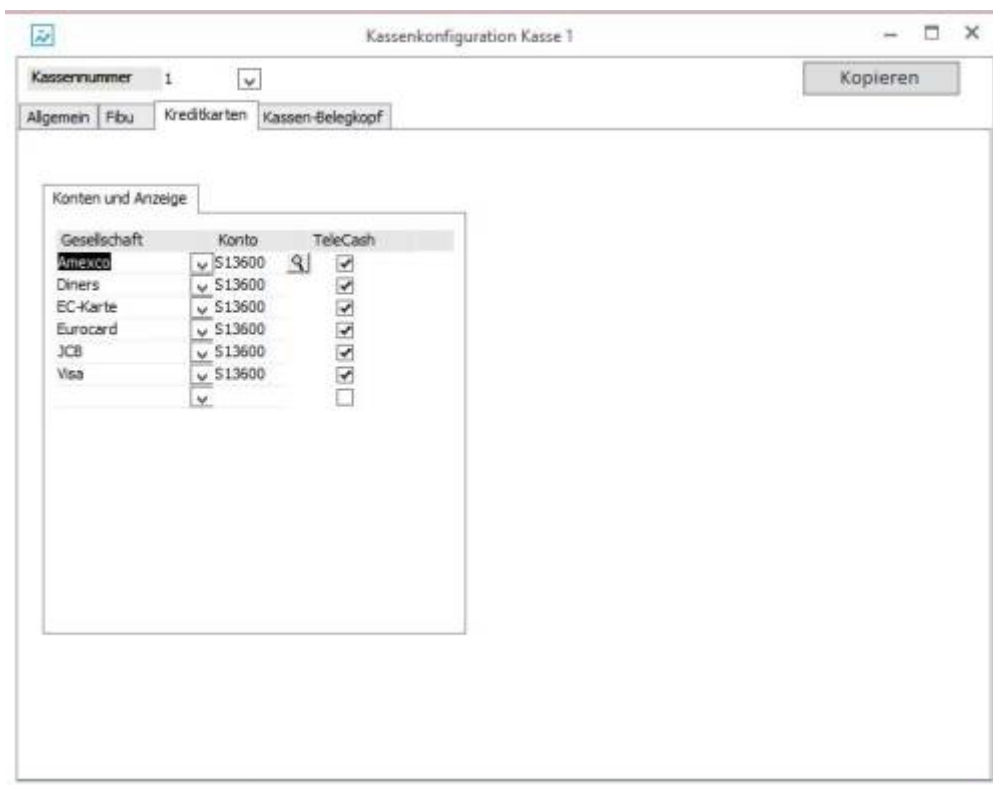 Kassenkonfiguration Kasse 1
Kassennummer 1
Kopieren
Allgemein Fibu Kreditkarten Kassen-Belegkopf
Konten und Anzeige
Gesellschaft Konto TeleCash
Amexco S13600
Diners S13600
EC-Karte S13600
Eurocard S13600
JCB S13600
Visa S13600